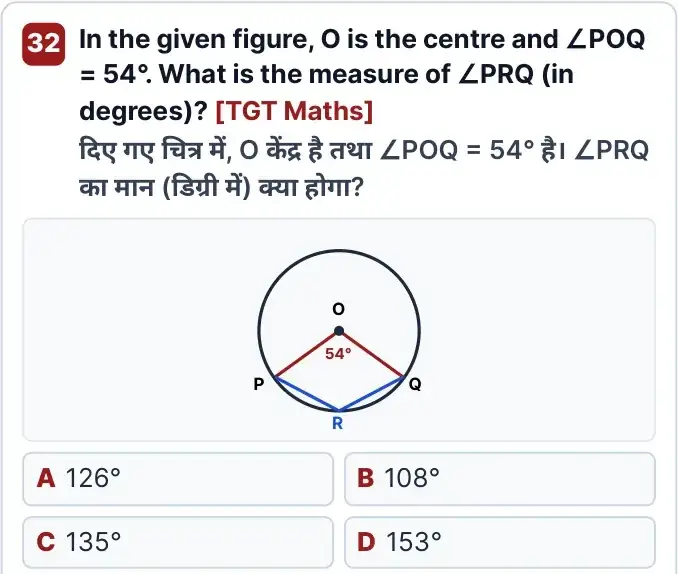 32 In the given figure, O is the centre and ∠POQ
= 54°. What is the measure of ∠PRQ (in
degrees)? [TGT Maths]
दिए गए चित्र में, O केंद्र है तथा ∠POQ = 54° है। ∠PRQ
का मान (डिग्री में) क्या होगा?
O
54°
P
Q
R
A 126°
B 108°
C 135°
D 153°